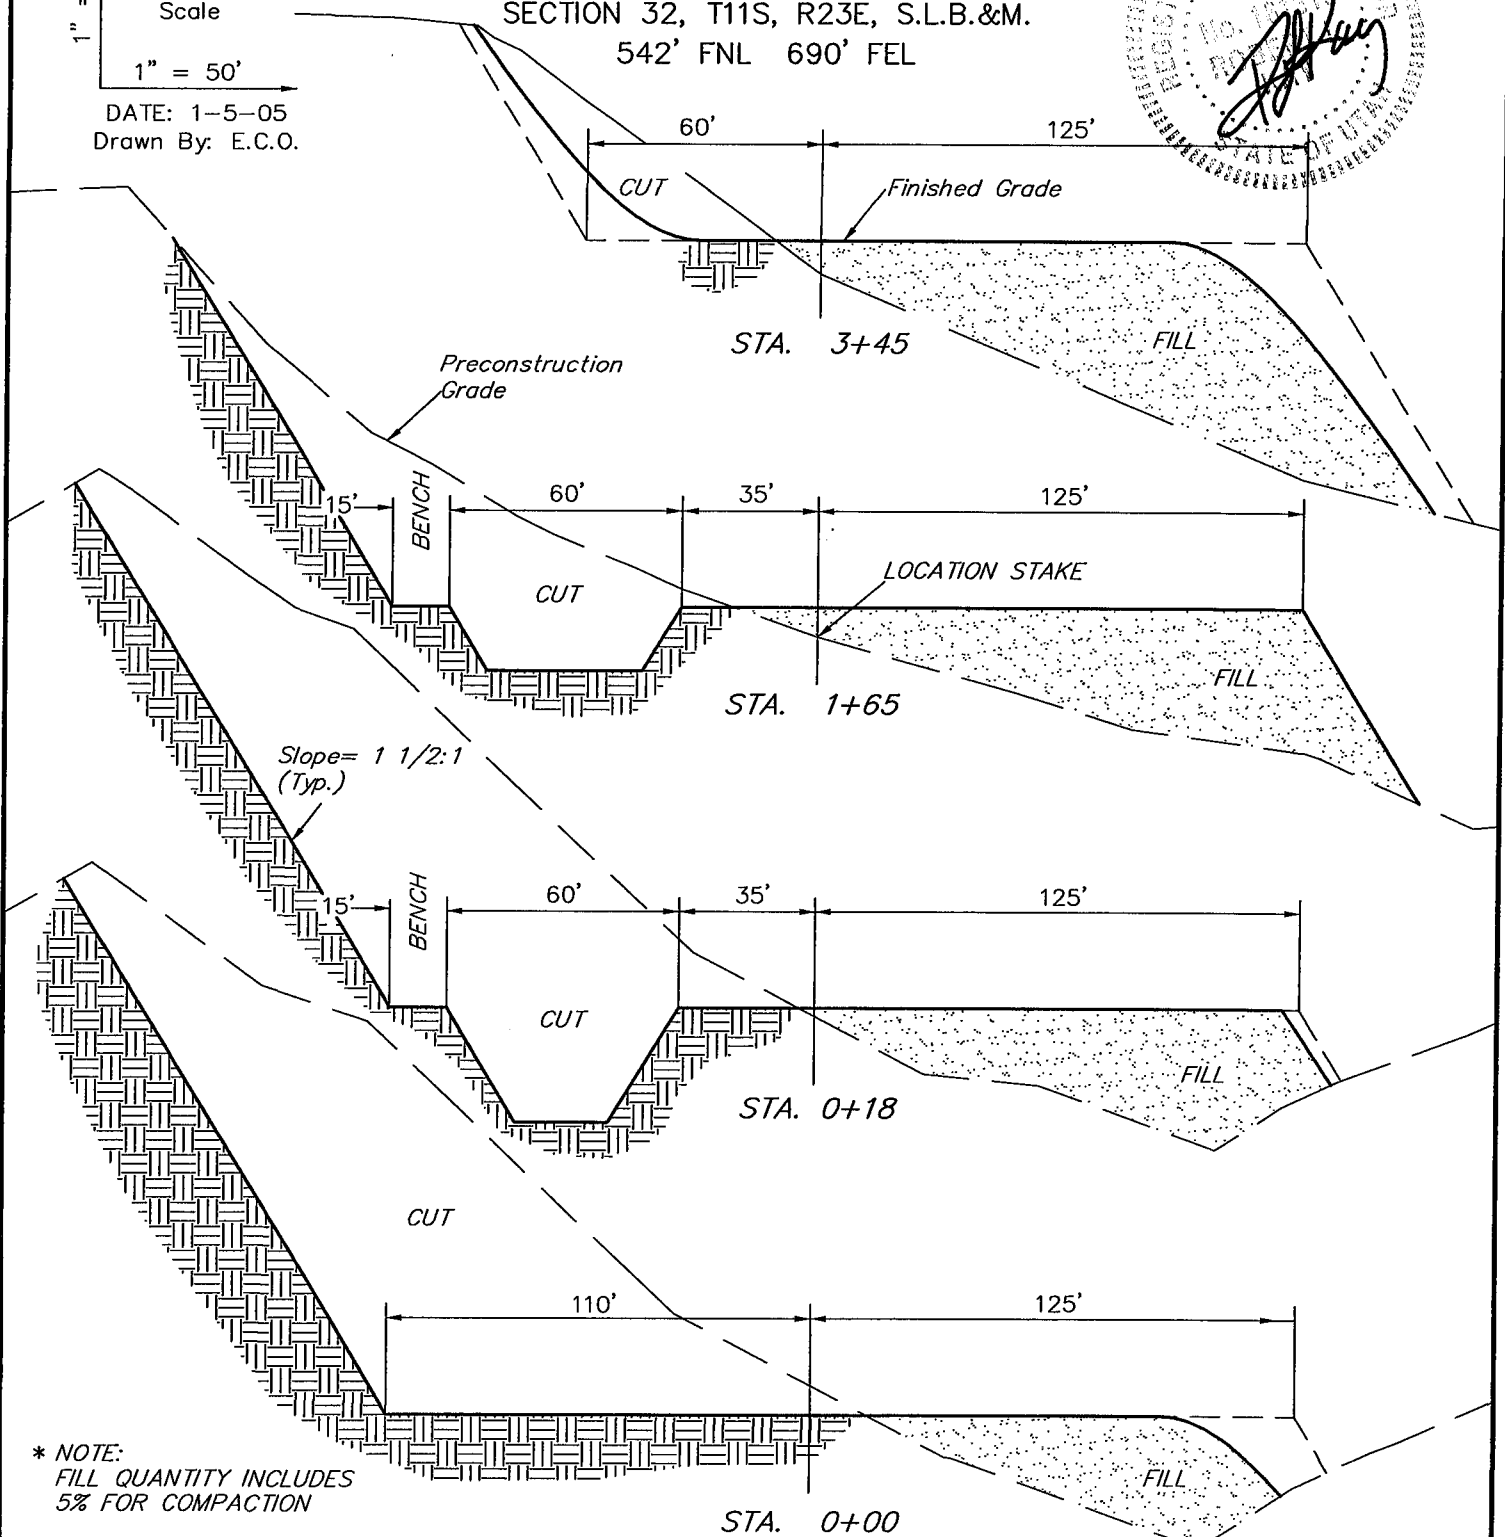 Scale
1" =
1" = 50'
DATE: 1-5-05
Drawn By: E.C.O.
SECTION 32, T11S, R23E, S.L.B.&M.
542' FNL 690' FEL
STATE OF UTAH
60'
125'
CUT
Finished Grade
FILL
STA. 3+45
Preconstruction
Grade
15'
BENCH
60'
35'
125'
CUT
LOCATION STAKE
FILL
STA. 1+65
Slope= 1 1/2:1
(Typ.)
15'
BENCH
60'
35'
125'
CUT
FILL
STA. 0+18
CUT
110'
125'
FILL
STA. 0+00
* NOTE:
FILL QUANTITY INCLUDES
5% FOR COMPACTION